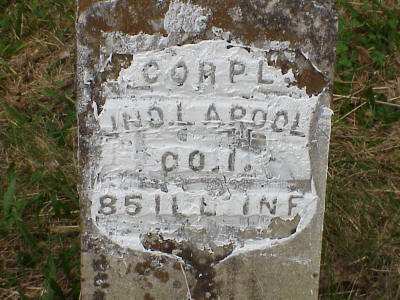 CORPL
JNO. LAPOOL
CO. I.
85 ILL. INF.